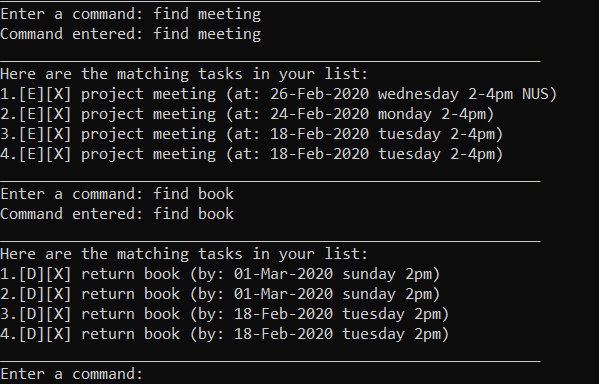 Enter a command: find meeting
Command entered: find meeting
Here are the matching tasks in your list:
1.[E][X] project meeting (at: 26-Feb-2020 wednesday 2-4pm NUS)
2.[E][X] project meeting (at: 24-Feb-2020 monday 2-4pm)
3.[E][X] project meeting (at: 18-Feb-2020 tuesday 2-4pm)
4.[E][X] project meeting (at: 18-Feb-2020 tuesday 2-4pm)
Enter a command: find book
Command entered: find book
Here are the matching tasks in your list:
1.[D][X] return book (by: 01-Mar-2020 sunday 2pm)
2.[D][X] return book (by: 01-Mar-2020 sunday 2pm)
3.[D][X] return book (by: 18-Feb-2020 tuesday 2pm)
4.[D][X] return book (by: 18-Feb-2020 tuesday 2pm)
Enter a command: